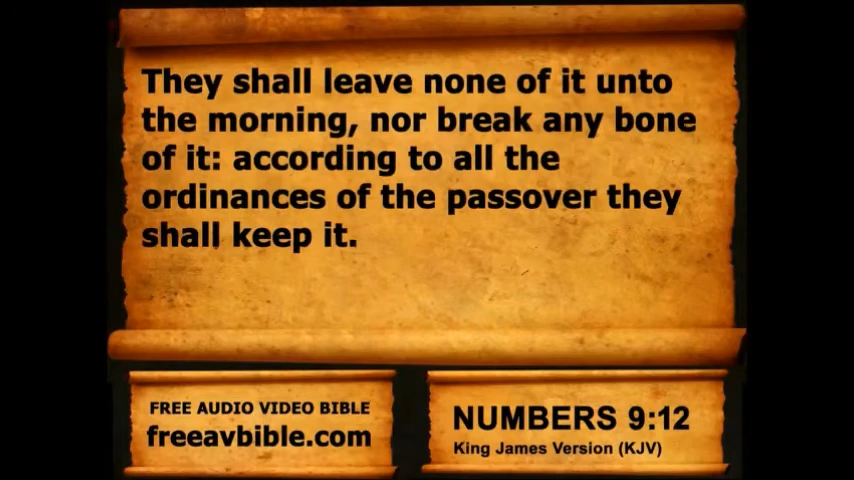 They shall leave none of it unto
the morning, nor break any bone
of it: according to all the
ordinances of the passover they
shall keep it.
FREE AUDIO VIDEO BIBLE
freeavbible.com
NUMBERS 9:12
King James Version (KJV)